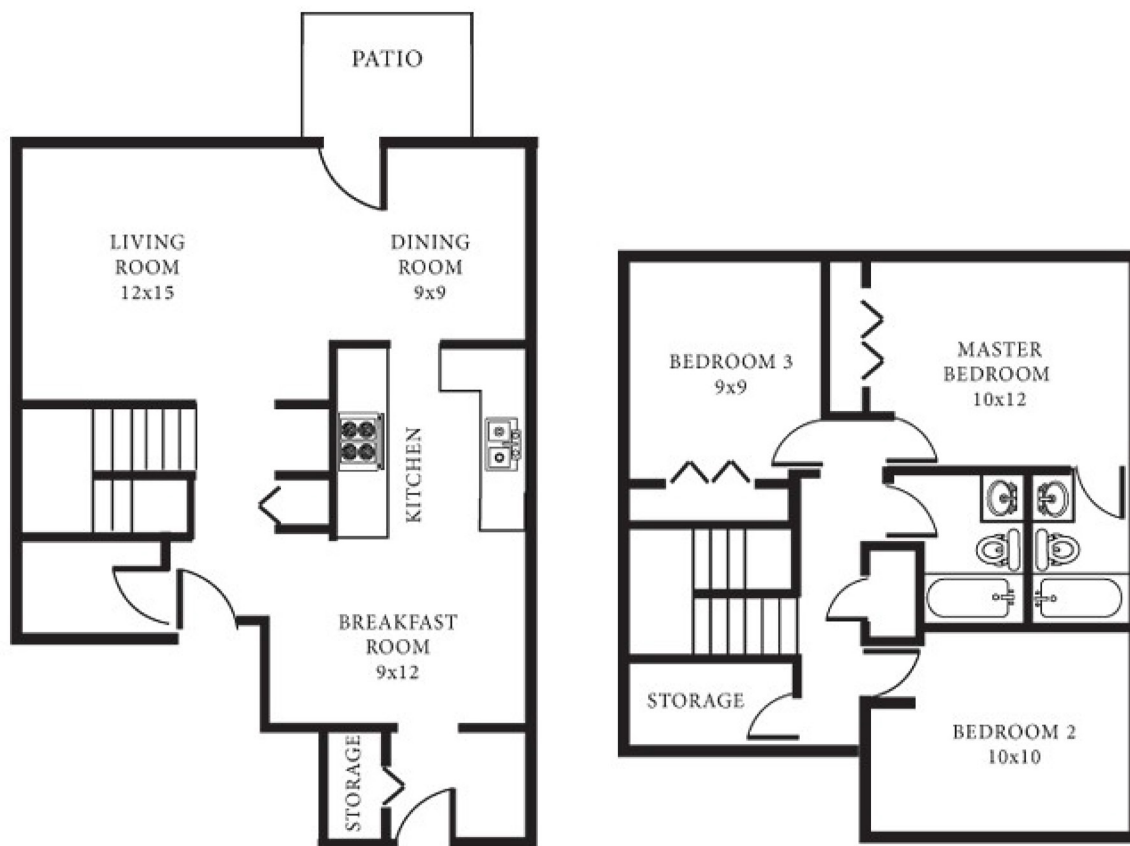 PATIO
LIVING
ROOM
12x15
DINING
ROOM
9x9
KITCHEN
BREAKFAST
ROOM
9x12
STORAGE
BEDROOM 3
9x9
MASTER
BEDROOM
10x12
STORAGE
BEDROOM 2
10x10